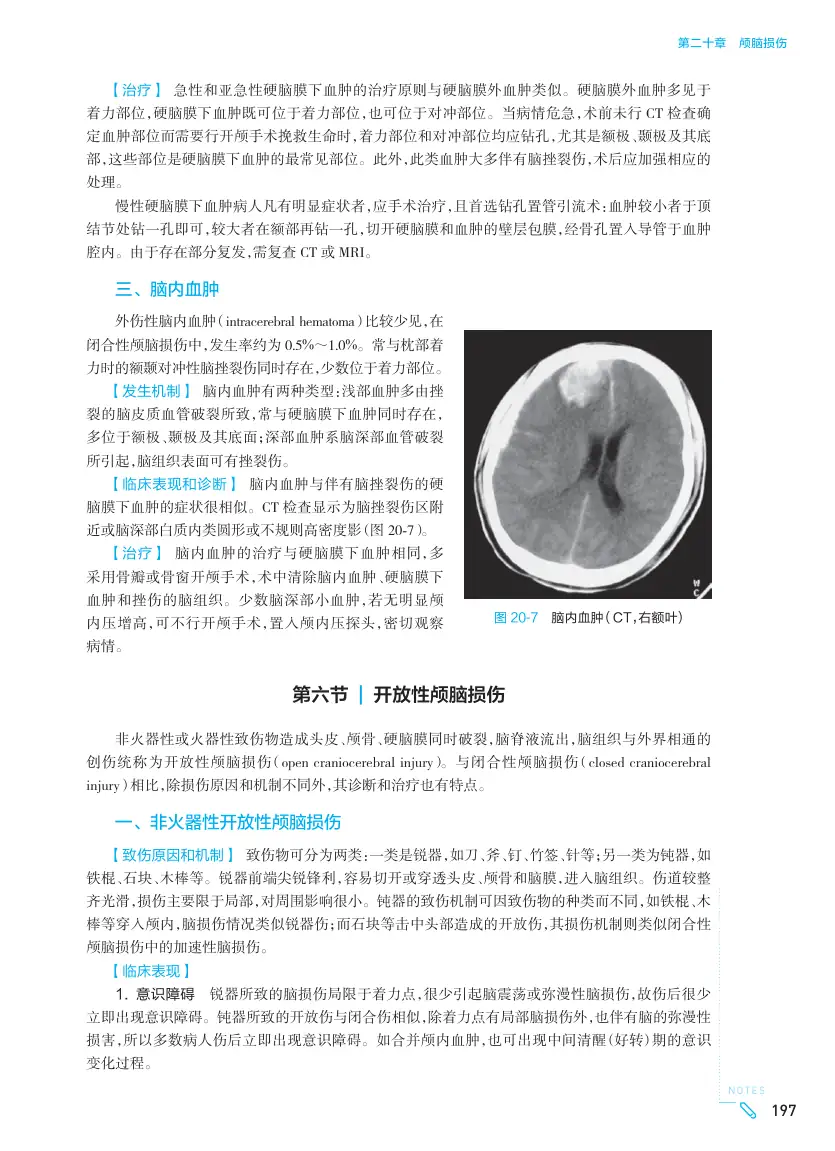 第二十章　颅脑损伤
【治疗】 急性和亚急性硬脑膜下血肿的治疗原则与硬脑膜外血肿类似。硬脑膜外血肿多见于
着力部位,硬脑膜下血肿既可位于着力部位,也可位于对冲部位。当病情危急,术前未行 CT 检查确
定血肿部位而需要行开颅手术挽救生命时,着力部位和对冲部位均应钻孔,尤其是额极、颞极及其底
部,这些部位是硬脑膜下血肿的最常见部位。此外,此类血肿大多伴有脑挫裂伤,术后应加强相应的
处理。
慢性硬脑膜下血肿病人凡有明显症状者,应手术治疗,且首选钻孔置管引流术:血肿较小者于顶
结节处钻一孔即可,较大者在额部再钻一孔,切开硬脑膜和血肿的壁层包膜,经骨孔置入导管于血肿
腔内。由于存在部分复发,需复查 CT 或 MRI。
三、脑内血肿
外伤性脑内血肿(intracerebral hematoma)比较少见,在
闭合性颅脑损伤中,发生率约为 0.5%～1.0%。常与枕部着
力时的额颞对冲性脑挫裂伤同时存在,少数位于着力部位。
【发生机制】 脑内血肿有两种类型:浅部血肿多由挫
裂的脑皮质血管破裂所致,常与硬脑膜下血肿同时存在,
多位于额极、颞极及其底面;深部血肿系脑深部血管破裂
所引起,脑组织表面可有挫裂伤。
【临床表现和诊断】 脑内血肿与伴有脑挫裂伤的硬
脑膜下血肿的症状很相似。CT 检查显示为脑挫裂伤区附
近或脑深部白质内类圆形或不规则高密度影(图 20-7)。
【治疗】 脑内血肿的治疗与硬脑膜下血肿相同,多
采用骨瓣或骨窗开颅手术,术中清除脑内血肿、硬脑膜下
血肿和挫伤的脑组织。少数脑深部小血肿,若无明显颅
内压增高,可不行开颅手术,置入颅内压探头,密切观察
病情。
W
C
图 20-7　脑内血肿(CT,右额叶)
第六节 | 开放性颅脑损伤
非火器性或火器性致伤物造成头皮、颅骨、硬脑膜同时破裂,脑脊液流出,脑组织与外界相通的
创伤统称为开放性颅脑损伤(open craniocerebral injury)。与闭合性颅脑损伤(closed craniocerebral
injury)相比,除损伤原因和机制不同外,其诊断和治疗也有特点。
一、非火器性开放性颅脑损伤
【致伤原因和机制】 致伤物可分为两类:一类是锐器,如刀、斧、钉、竹签、针等;另一类为钝器,如
铁棍、石块、木棒等。锐器前端尖锐锋利,容易切开或穿透头皮、颅骨和脑膜,进入脑组织。伤道较整
齐光滑,损伤主要限于局部,对周围影响很小。钝器的致伤机制可因致伤物的种类而不同,如铁棍、木
棒等穿入颅内,脑损伤情况类似锐器伤;而石块等击中头部造成的开放伤,其损伤机制则类似闭合性
颅脑损伤中的加速性脑损伤。
【临床表现】
1. 意识障碍　锐器所致的脑损伤局限于着力点,很少引起脑震荡或弥漫性脑损伤,故伤后很少
立即出现意识障碍。钝器所致的开放伤与闭合伤相似,除着力点有局部脑损伤外,也伴有脑的弥漫性
损害,所以多数病人伤后立即出现意识障碍。如合并颅内血肿,也可出现中间清醒(好转)期的意识
变化过程。
NOTES
197